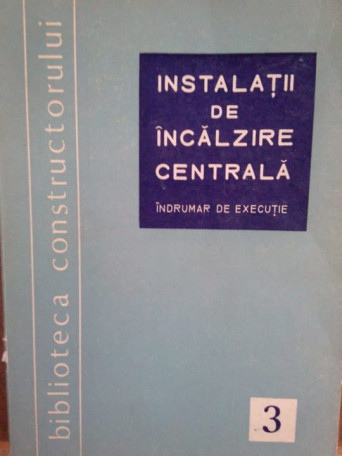 biblioteca constructorului
INSTALAȚII
DE
ÎNCĂLZIRE
CENTRALĂ
ÎNDRUMAR DE EXECUȚIE
3